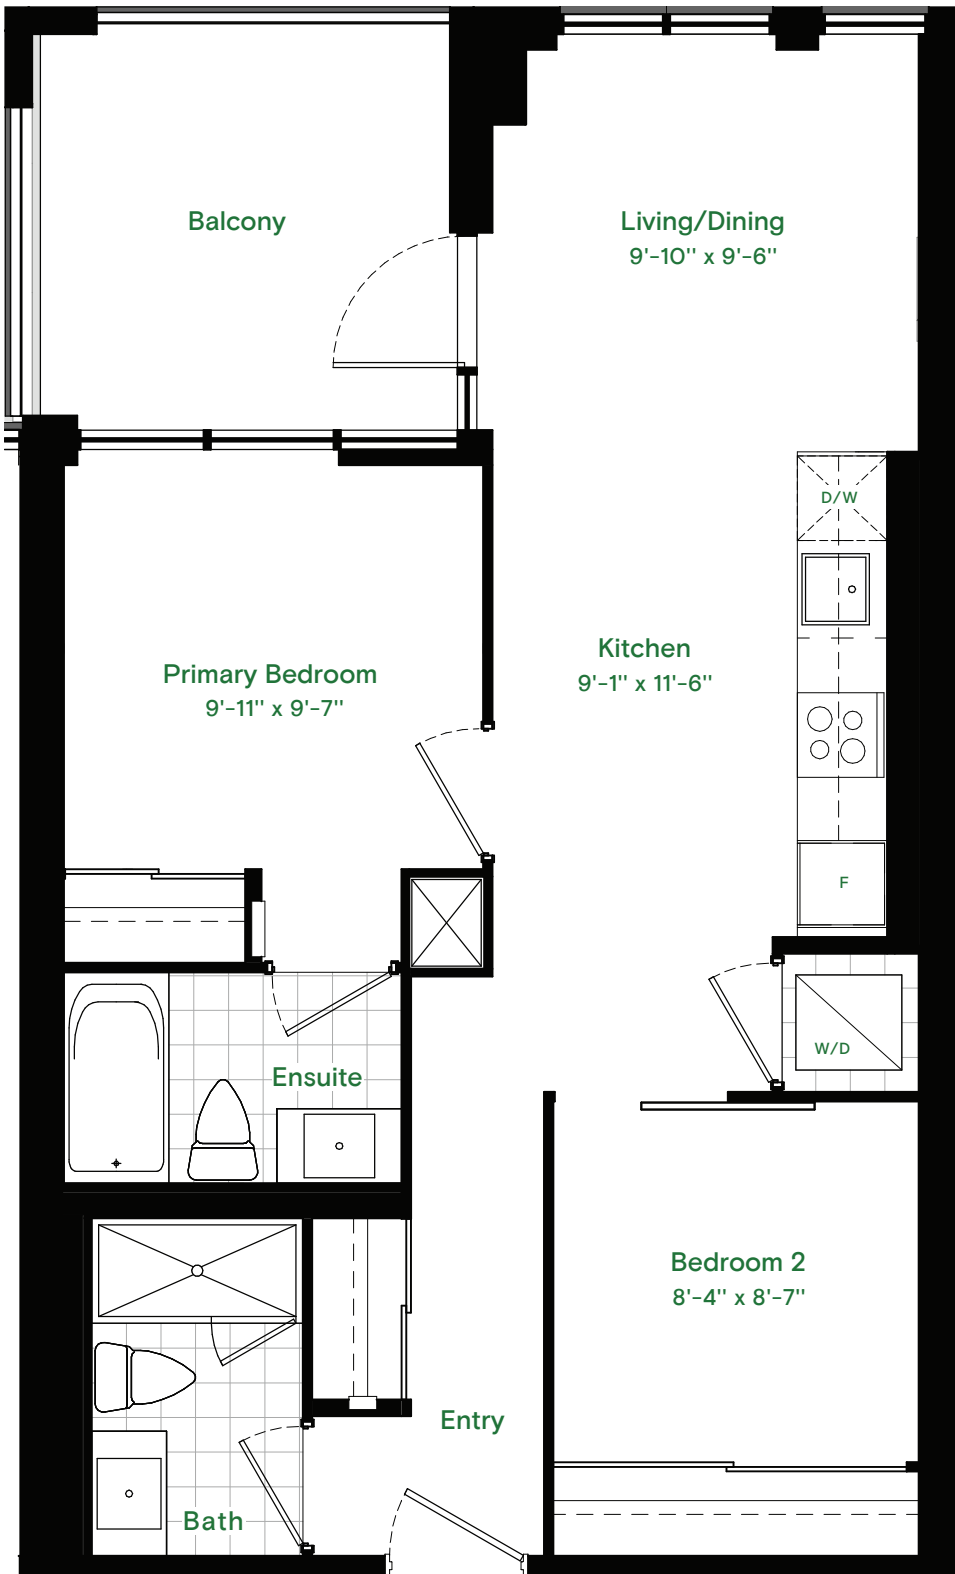 Balcony
Living/Dining
9'-10" x 9'-6"
D/W
Kitchen
9'-1" x 11'-6"
Primary Bedroom
9'-11" x 9'-7"
F
W/D
Ensuite
Bedroom 2
8'-4" x 8'-7"
Entry
Bath